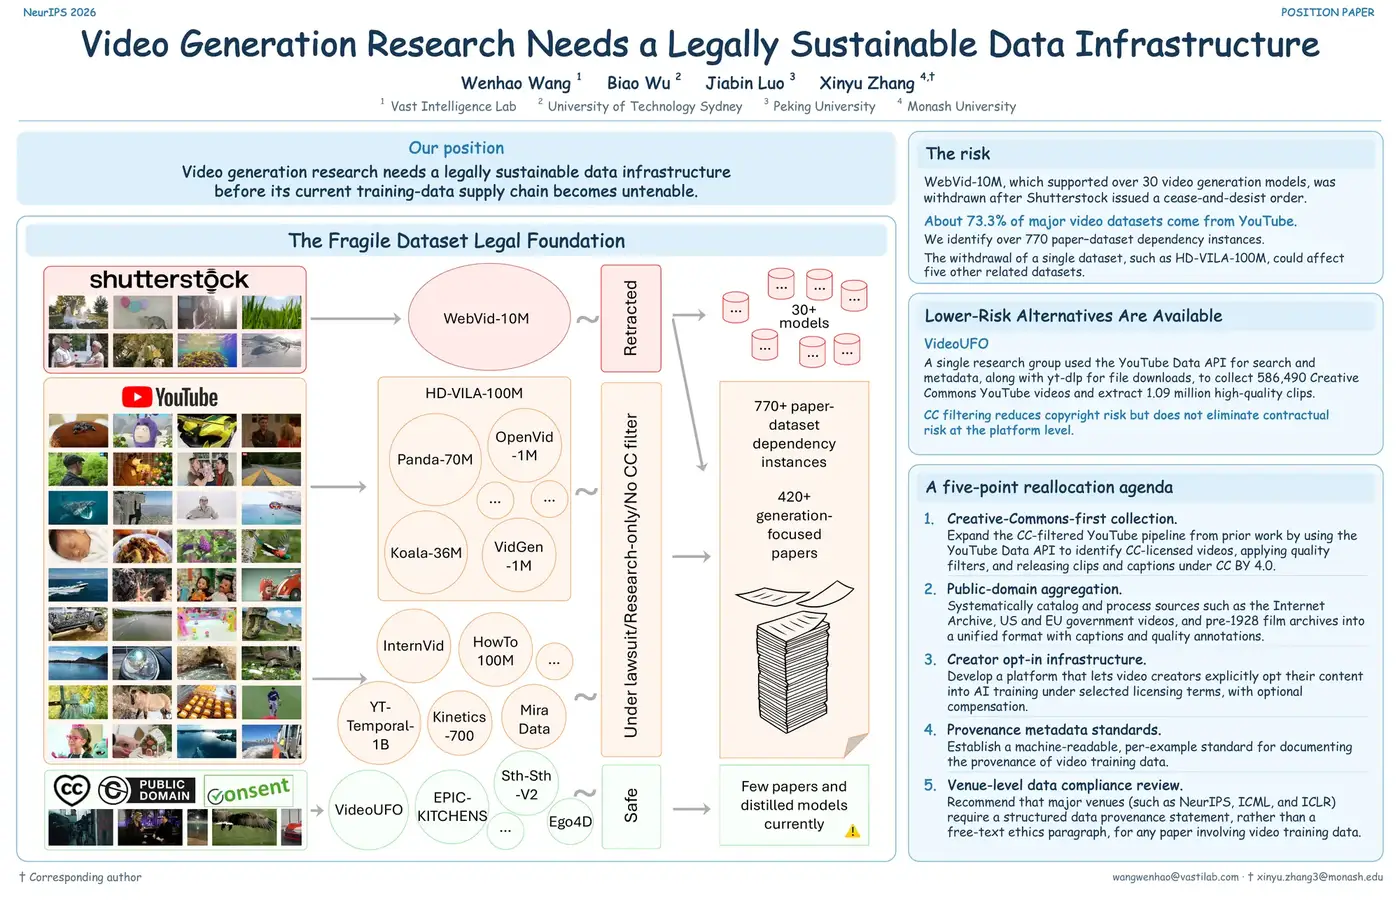 NeurIPS 2026
POSITION PAPER
Video Generation Research Needs a Legally Sustainable Data Infrastructure
Wenhao Wang 1 Biao Wu 2 Jiabin Luo 3 Xinyu Zhang 4,†
1 Vast Intelligence Lab 2 University of Technology Sydney 3 Peking University 4 Monash University
Our position
Video generation research needs a legally sustainable data infrastructure
before its current training-data supply chain becomes untenable.
The Fragile Dataset Legal Foundation
shutterstock
WebVid-10M
~
Retracted
...
...
...
...
30+
models
...
...
...
YouTube
HD-VILA-100M
Panda-70M
OpenVid
-1M
...
...
Koala-36M
VidGen
-1M
~
InternVid
HowTo
100M
...
YT-
Temporal-
1B
Kinetics
-700
Mira
Data
~
Under lawsuit/Research-only/No CC filter
770+ paper-
dataset
dependency
instances
420+
generation-
focused
papers
cc
PUBLIC
DOMAIN
Consent
VideoUFO
EPIC-
KITCHENS
Sth-Sth
-V2
...
Ego4D
~
Safe
Few papers and
distilled models
currently
The risk
WebVid-10M, which supported over 30 video generation models, was
withdrawn after Shutterstock issued a cease-and-desist order.
About 73.3% of major video datasets come from YouTube.
We identify over 770 paper–dataset dependency instances.
The withdrawal of a single dataset, such as HD-VILA-100M, could affect
five other related datasets.
Lower-Risk Alternatives Are Available
VideoUFO
A single research group used the YouTube Data API for search and
metadata, along with yt-dlp for file downloads, to collect 586,490 Creative
Commons YouTube videos and extract 1.09 million high-quality clips.
CC filtering reduces copyright risk but does not eliminate contractual
risk at the platform level.
A five-point reallocation agenda
1. Creative-Commons-first collection.
Expand the CC-filtered YouTube pipeline from prior work by using the
YouTube Data API to identify CC-licensed videos, applying quality
filters, and releasing clips and captions under CC BY 4.0.
2. Public-domain aggregation.
Systematically catalog and process sources such as the Internet
Archive, US and EU government videos, and pre-1928 film archives into
a unified format with captions and quality annotations.
3. Creator opt-in infrastructure.
Develop a platform that lets video creators explicitly opt their content
into AI training under selected licensing terms, with optional
compensation.
4. Provenance metadata standards.
Establish a machine-readable, per-example standard for documenting
the provenance of video training data.
5. Venue-level data compliance review.
Recommend that major venues (such as NeurIPS, ICML, and ICLR)
require a structured data provenance statement, rather than a
free-text ethics paragraph, for any paper involving video training data.
† Corresponding author
wangwenhao@vastilab.com · † xinyu.zhang3@monash.edu